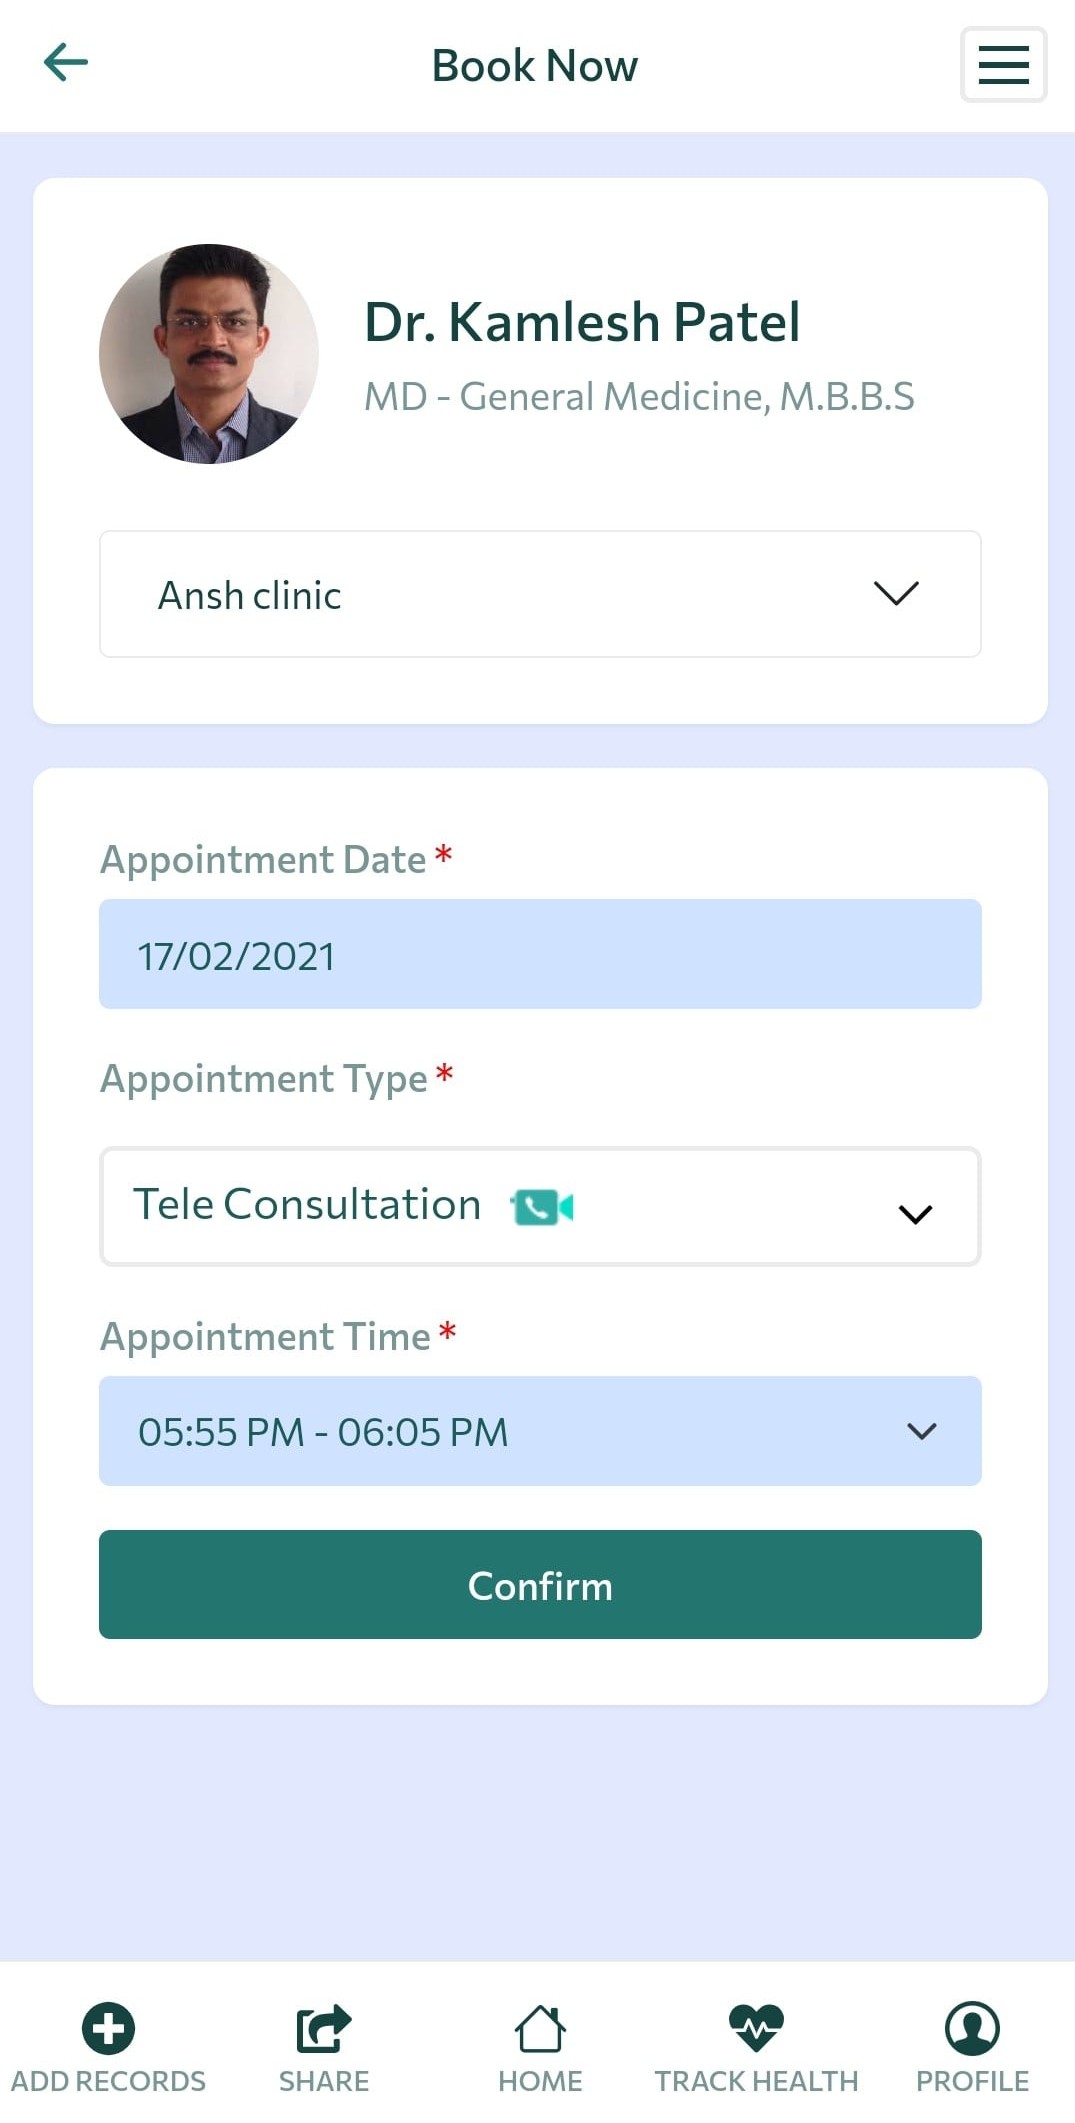 Book Now
Dr. Kamlesh Patel
MD - General Medicine, M.B.B.S
Ansh clinic
Appointment Date *
17/02/2021
Appointment Type *
Tele Consultation
Appointment Time *
05:55 PM - 06:05 PM
Confirm
ADD RECORDS SHARE HOME TRACK HEALTH PROFILE